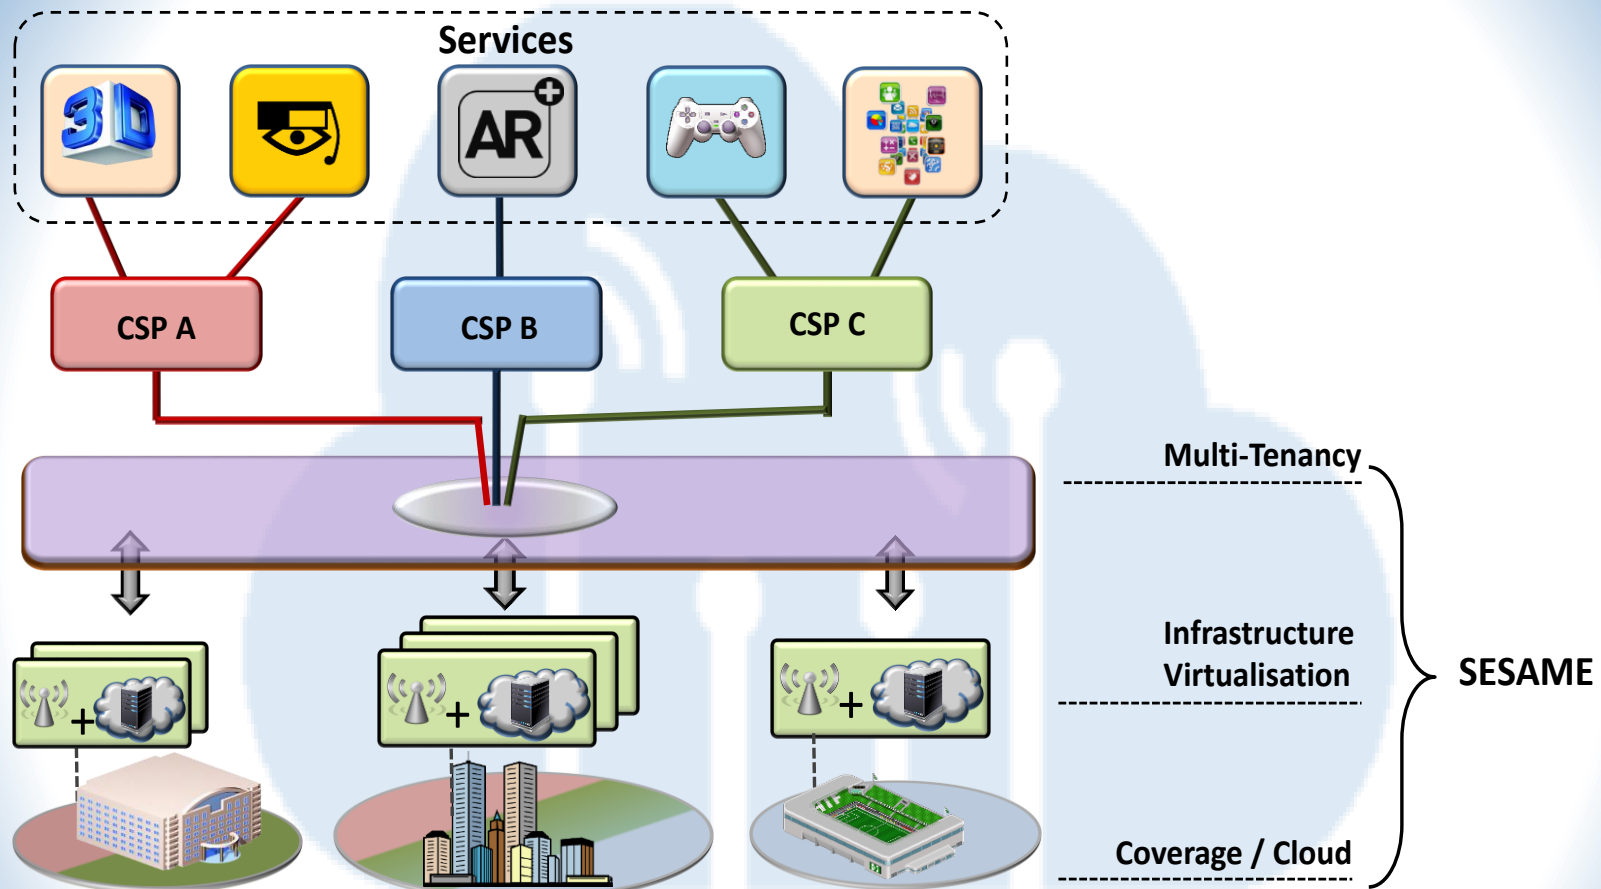 Services
3D
AR
CSP A
CSP B
CSP C
Multi-Tenancy
Infrastructure
Virtualisation
SESAME
Coverage / Cloud
+
+
+